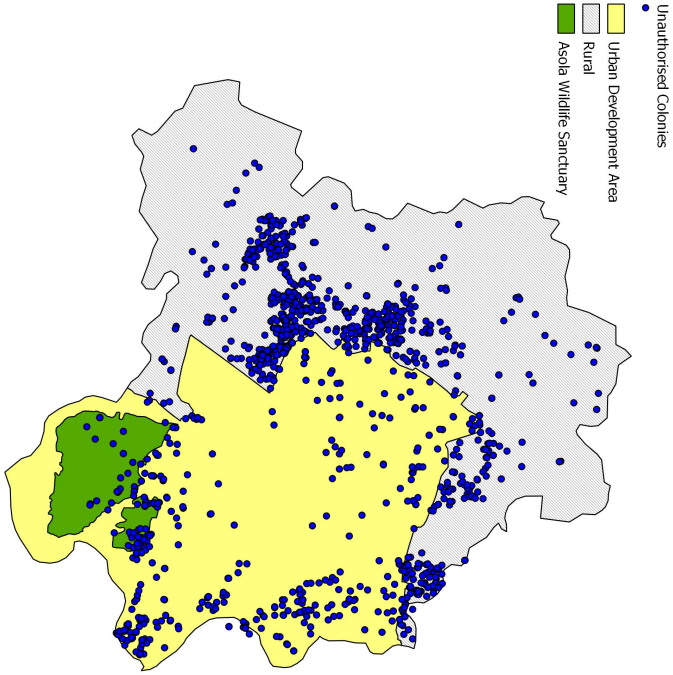 Unauthorised Colonies
Urban Development Area
Rural
Asola Wildlife Sanctuary